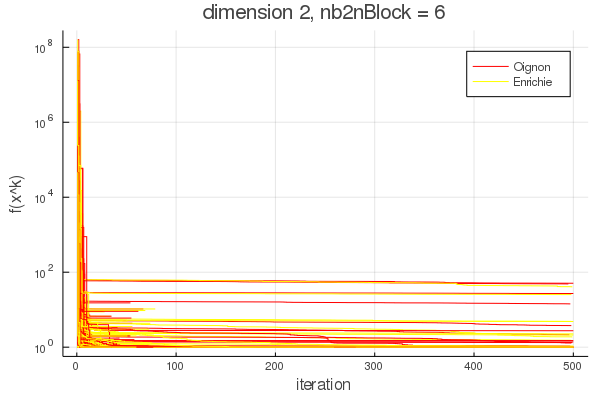 dimension 2, nb2nBlock = 6
f(x^k)
10^8
10^6
10^4
10^2
10^0
Oignon
Enrichie
0 100 200 300 400 500
iteration